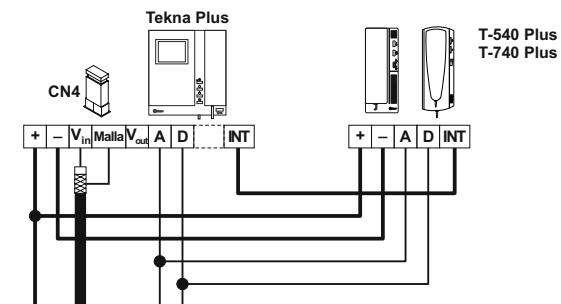 Tekna Plus
T-540 Plus
T-740 Plus
CN4
+ – Vin Malla Vout A D INT
+ – A D INT